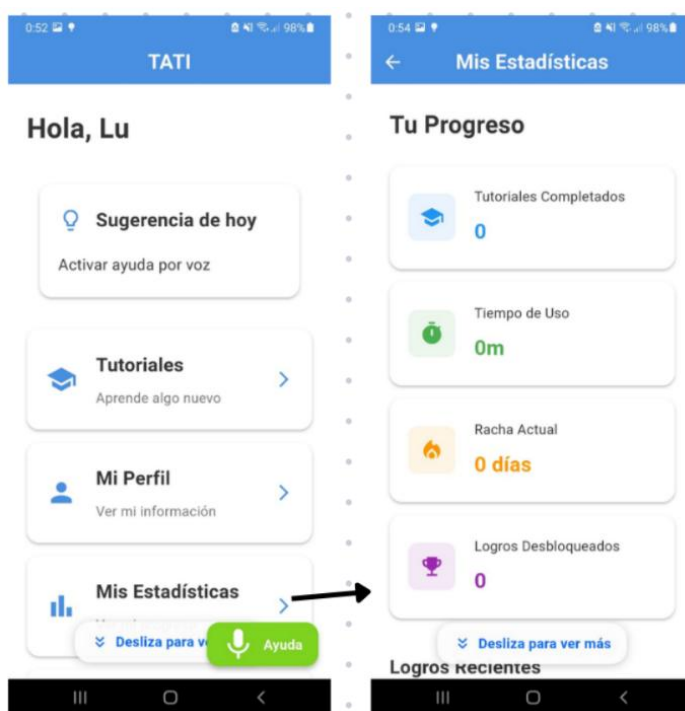 0:52
98%
TATI
Hola, Lu
Sugerencia de hoy
Activar ayuda por voz
Tutoriales
Aprende algo nuevo
Mi Perfil
Ver mi información
Mis Estadísticas
Desliza para v
Ayuda
0:54
98%
Mis Estadísticas
Tu Progreso
Tutoriales Completados
0
Tiempo de Uso
0m
Racha Actual
0 días
Logros Desbloqueados
0
Desliza para ver más
Logros Recientes